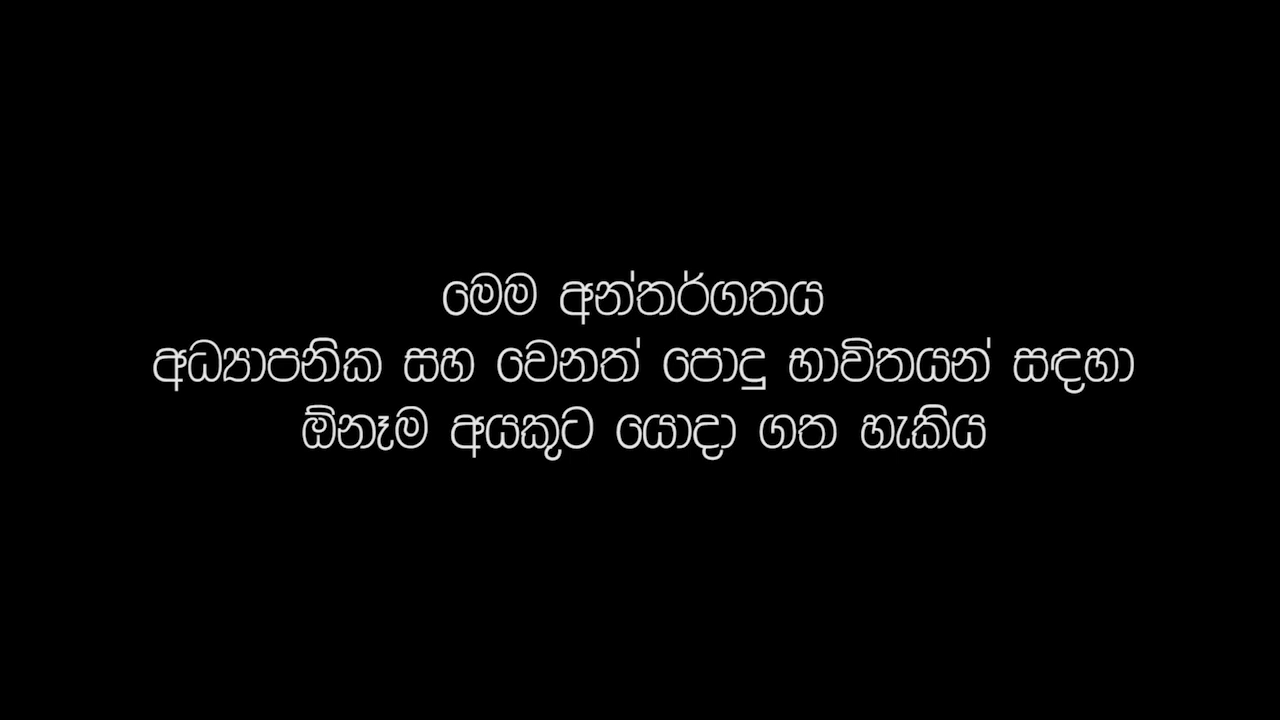 මෙම අන්තර්ගතය
අධ්‍යාපනික සහ වෙනත් පොදු භාවිතයන් සඳහා
ඕනෑම අයකුට යොදා ගත හැකිය